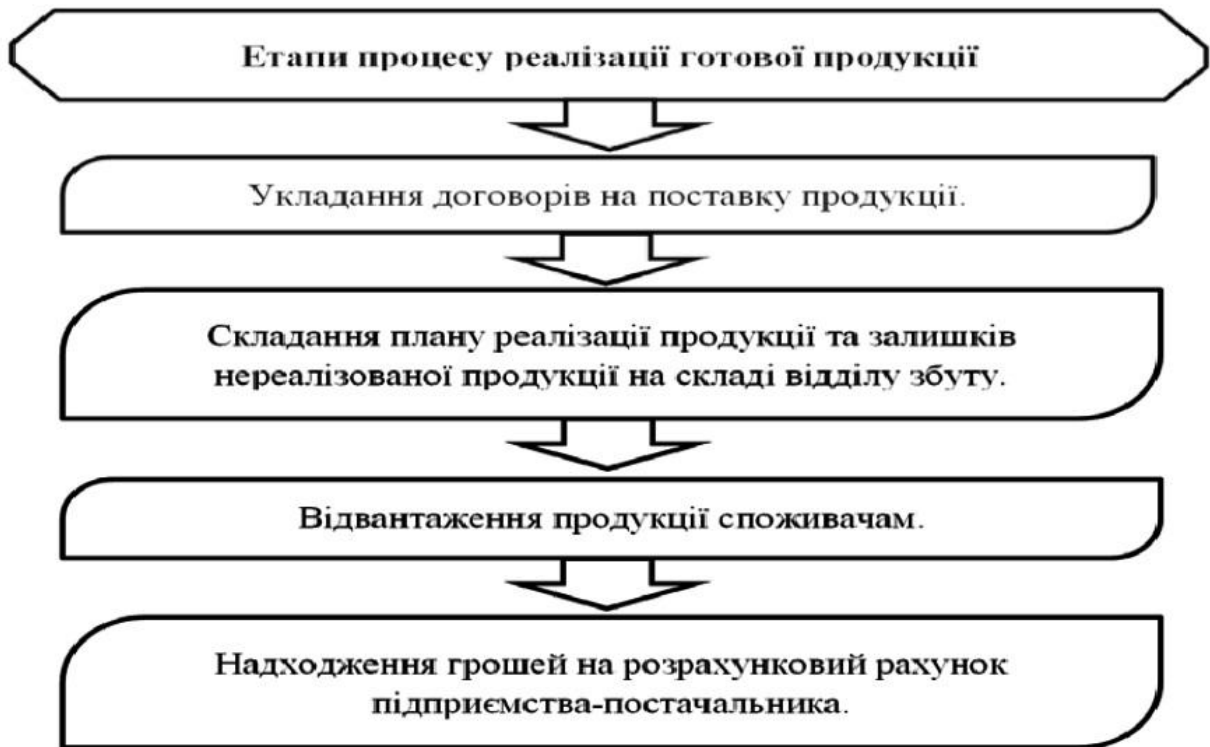 Етапи процесу реалізації готової продукції
Укладання договорів на поставку продукції.
Складання плану реалізації продукції та залишків
нереалізованої продукції на складі відділу збуту.
Відвантаження продукції споживачам.
Надходження грошей на розрахунковий рахунок
підприємства-постачальника.